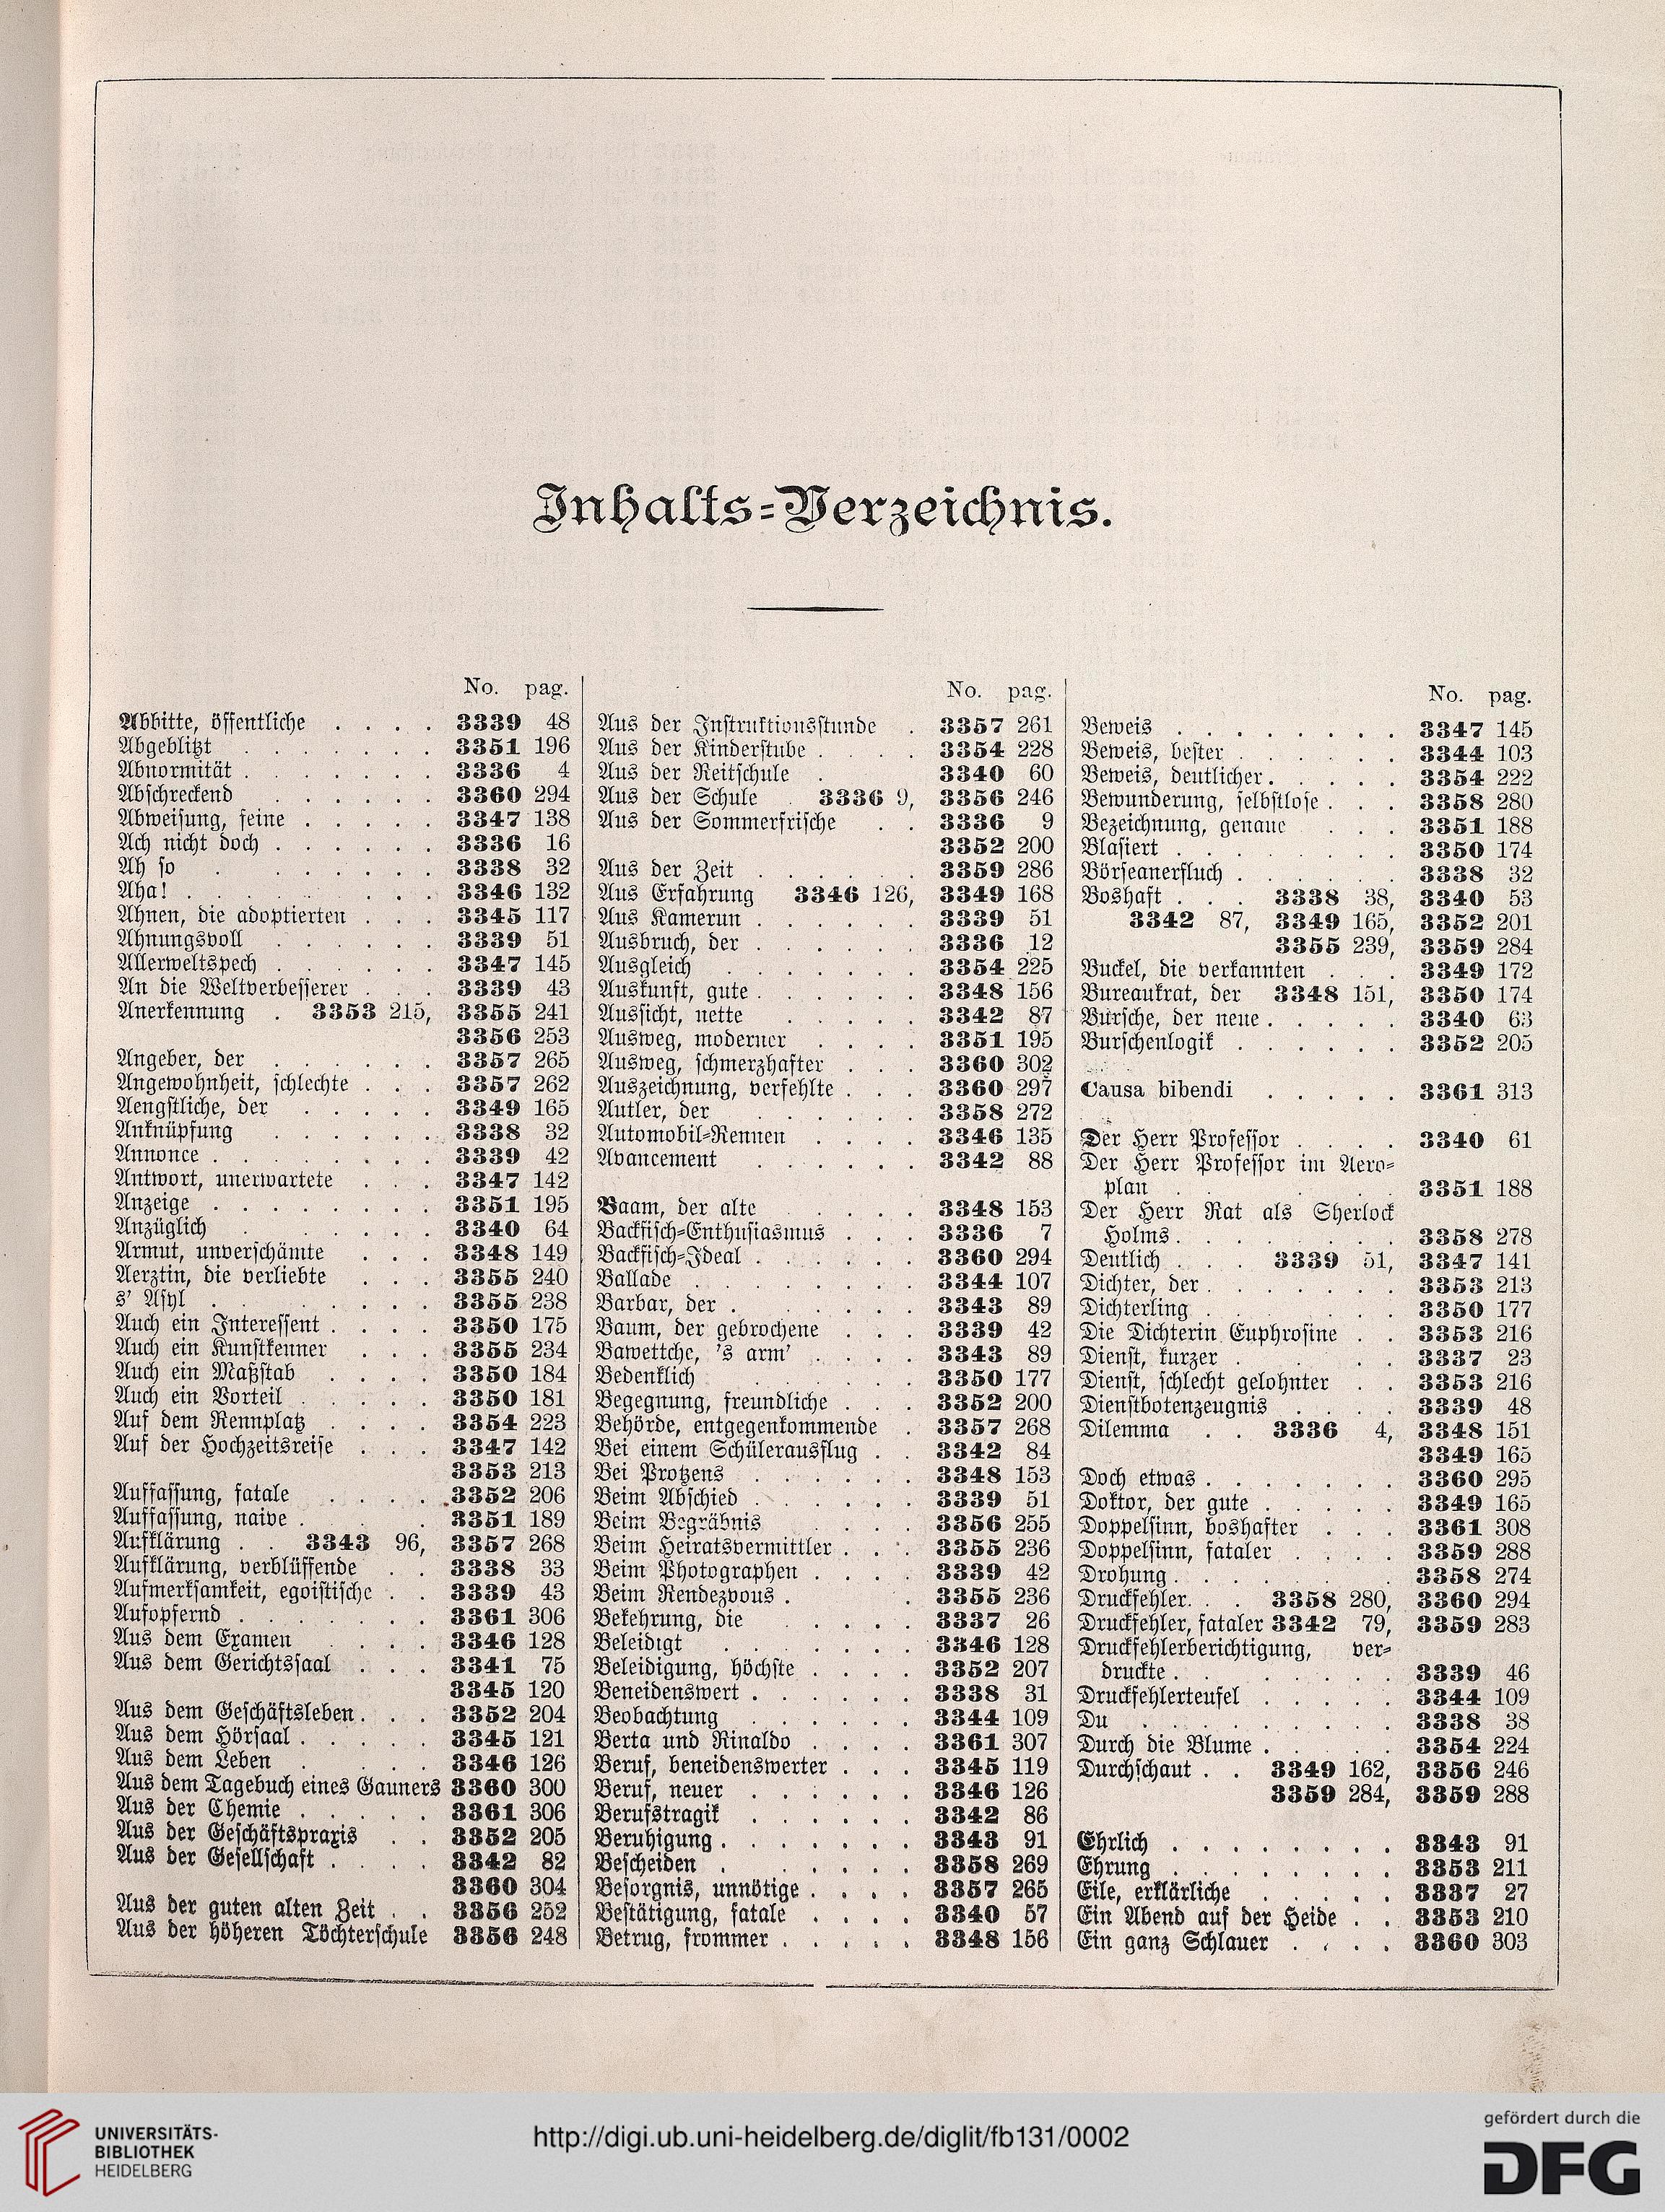 Inhalts=Verzeichnis.
No. pag.
Abbitte, öffentliche . . . . 3339 48
Abgeblitzt . . . . . . . 3351 196
Abnormität . . . . . . . 3336 4
Abschreckend . . . . . . 3360 294
Abweisung, feine . . . . . 3347 138
Ach nicht doch . . . . . . 3336 16
Ah so . . . . . . . 3338 32
Aha! . . . . . . . . 3346 132
Ahnen, die adoptierten . . . 3345 117
Ahnungsvoll . . . . . . 3339 51
Allerweltspech . . . . . . 3347 145
An die Weltverbesserer . . . 3339 43
Anerkennung . 3353 215, 3355 241
3356 253
Angeber, der . . . . . . 3357 265
Angewohnheit, schlechte . . . 3357 262
Aengstliche, der . . . . . 3349 165
Anknüpfung . . . . . . 3338 32
Annonce . . . . . . . . 3339 42
Antwort, unerwartete . . . 3347 142
Anzeige . . . . . . . . 3351 195
Anzüglich . . . . . . . 3340 64
Armut, unverschämte . . . 3348 149
Aerztin, die verliebte . . . 3355 240
s' Asyl . . . . . . . 3355 238
Auch ein Interessent . . . . 3350 175
Auch ein Kunstkenner . . . 3355 234
Auch ein Maßstab . . . . 3350 184
Auch ein Vorteil . . . . . 3350 181
Auf dem Rennplatz . . . . 3354 223
Auf der Hochzeitsreise . . . 3347 142
3353 213
Auffassung, fatale . . . . 3352 206
Auffassung, naive . . . . . 3351 189
Aufklärung . . 3343 96, 3357 268
Aufklärung, verblüffende . . 3338 33
Aufmerksamkeit, egoistische . . 3339 43
Aufopfernd . . . . . . . 3361 306
Aus dem Examen . . . . 3346 128
Aus dem Gerichtssaal . . . 3341 75
3345 120
Aus dem Geschäftsleben . . . 3352 204
Aus dem Hörsaal . . . . . 3345 121
Aus dem Leben . . . . . 3346 126
Aus dem Tagebuch eines Gauners 3360 300
Aus der Chemie . . . . . 3361 306
Aus der Geschäftspraxis . . 3352 205
Aus der Gesellschaft . . . . 3342 82
3360 304
Aus der guten alten Zeit . . 3356 252
Aus der höheren Töchterschule 3356 248
No. pag.
Aus der Instruktionsstunde . 3357 261
Aus der Kinderstube . . . 3354 228
Aus der Reitschule . 3340 60
Aus der Schule 3336 9, 3356 246
Aus der Sommerfrische . . 3336 9
3352 200
Aus der Zeit . . . . . . 3359 286
Aus Erfahrung 3346 126, 3349 168
Aus Kamerun . . . . . . 3339 51
Ausbruch, der . . . . . . 3336 12
Ausgleich . . . . . . . 3354 225
Auskunft, gute . . . . . . 3348 156
Aussicht, nette . . . . . 3342 87
Ausweg, moderner . . . . 3351 195
Ausweg, schmerzhafter . . . 3360 302
Auszeichnung, verfehlte . . . 3360 297
Autler, der . . . . . . 3358 272
Automobil=Rennen . . . . 3346 135
Avancement . . . . . . 3342 88
Baam, der alte . . . . . 3348 153
Backfisch=Enthusiasmus . . . 3336 7
Backfisch=Ideal . . . . . . 3360 294
Ballade . . . . . . . . 3344 107
Barbar, der . . . . . . . 3343 89
Baum, der gebrochene . . . 3339 42
Bawettche, 's arm' . . . . 3343 89
Bedenklich . . . . . . . 3350 177
Begegnung, freundliche . . . 3352 200
Behörde, entgegenkommende . 3357 268
Bei einem Schülerausflug . . 3342 84
Bei Protzens . . . . . . 3348 153
Beim Abschied . . . . . . 3339 51
Beim Begräbnis . . . . 3356 255
Beim Heiratsvermittler . . . 3355 236
Beim Photographen . . . . 3339 42
Beim Rendezvous . . 3355 236
Bekehrung, die . . . . . 3337 26
Beleidigt . . . . . . . 3346 128
Beleidigung, höchste . . . . 3352 207
Beneidenswert . . . . . . 3338 31
Beobachtung . . . . . . 3344 109
Berta und Rinaldo . . . . 3361 307
Beruf, beneidenswerter . . . 3345 119
Beruf, neuer . . . . . . 3346 126
Berufstragik . . . . . . 3342 86
Beruhigung . . . . . . . 3343 91
Bescheiden . . . . . . . 3358 269
Besorgnis, unnötige . . . . 3357 265
Bestätigung, fatale . . . . 3340 57
Betrug, frommer . . . . . 3348 156
No. pag.
Beweis . . . . . . . . 3347 145
Beweis, bester . . . . . . 3344 103
Beweis, deutlicher . . . . . 3354 222
Bewunderung, selbstlose . . . 3358 280
Bezeichnung, genaue . . . 3351 188
Blasiert . . . . . . . . 3350 174
Börseanerfluch . . . . . . 3338 32
Boshaft . . . 3338 38, 3340 53
3342 87, 3349 165, 3352 201
3355 239, 3359 284
Buckel, die verkannten . . . 3349 172
Bureaukrat, der 3348 151, 3350 174
Bursche, der neue . . . . . 3340 63
Burschenlogik . . . . . . 3352 205
Causa bibendi . . . . . 3361 313
Der Herr Professor . . . . 3340 61
Der Herr Professor im Aero=
plan . . . . 3351 188
Der Herr Rat als Sherlock
Holms . . . . . . . 3358 278
Deutlich . . . 3339 51, 3347 141
Dichter, der . . . . . . . 3353 213
Dichterling . . . . . . . 3350 177
Die Dichterin Euphrosine . . 3353 216
Dienst, kurzer . . . . 3337 23
Dienst, schlecht gelohnter . . 3353 216
Dienstbotenzeugnis . . . . 3339 48
Dilemma . . 3336 4, 3348 151
3349 165
Doch etwas . . . . . . . 3360 295
Doktor, der gute . . . . . 3349 165
Doppelsinn, boshafter . . . 3361 308
Doppelsinn, fataler . . . . 3359 288
Drohung . . . . . . . 3358 274
Druckfehler . . . 3358 280, 3360 294
Druckfehler, fataler 3342 79, 3359 283
Druckfehlerberichtigung, ver=
druckte . . . . . . . 3339 46
Druckfehlerteufel . . . . . 3344 109
Du . . . . . . . . 3338 38
Durch die Blume . . . . . 3354 224
Durchschaut . . 3349 162, 3356 246
3359 284, 3359 288
Ehrlich . . . . . . . . 3343 91
Ehrung . . . . . . . . 3353 211
Eile, erklärliche . . . . . 3337 27
Ein Abend auf der Heide . . 3353 210
Ein ganz Schlauer . . . . 3360 303
UNIVERSITÄTS-
BIBLIOTHEK
HEIDELBERG
http://digi.ub.uni-heidelberg.de/diglit/fb131/0002
gefördert durch die
DFG